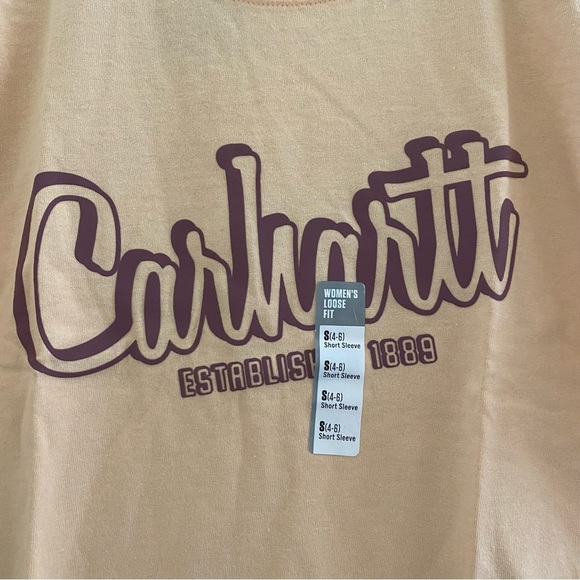 Carhartt
WOMEN'S
LOOSE
FIT
S(4-6)
Short Sleeve
S(4-6)
Short Sleeve
S(4-6)
Short Sleeve
S(4-6)
Short Sleeve
ESTABLISH 1889